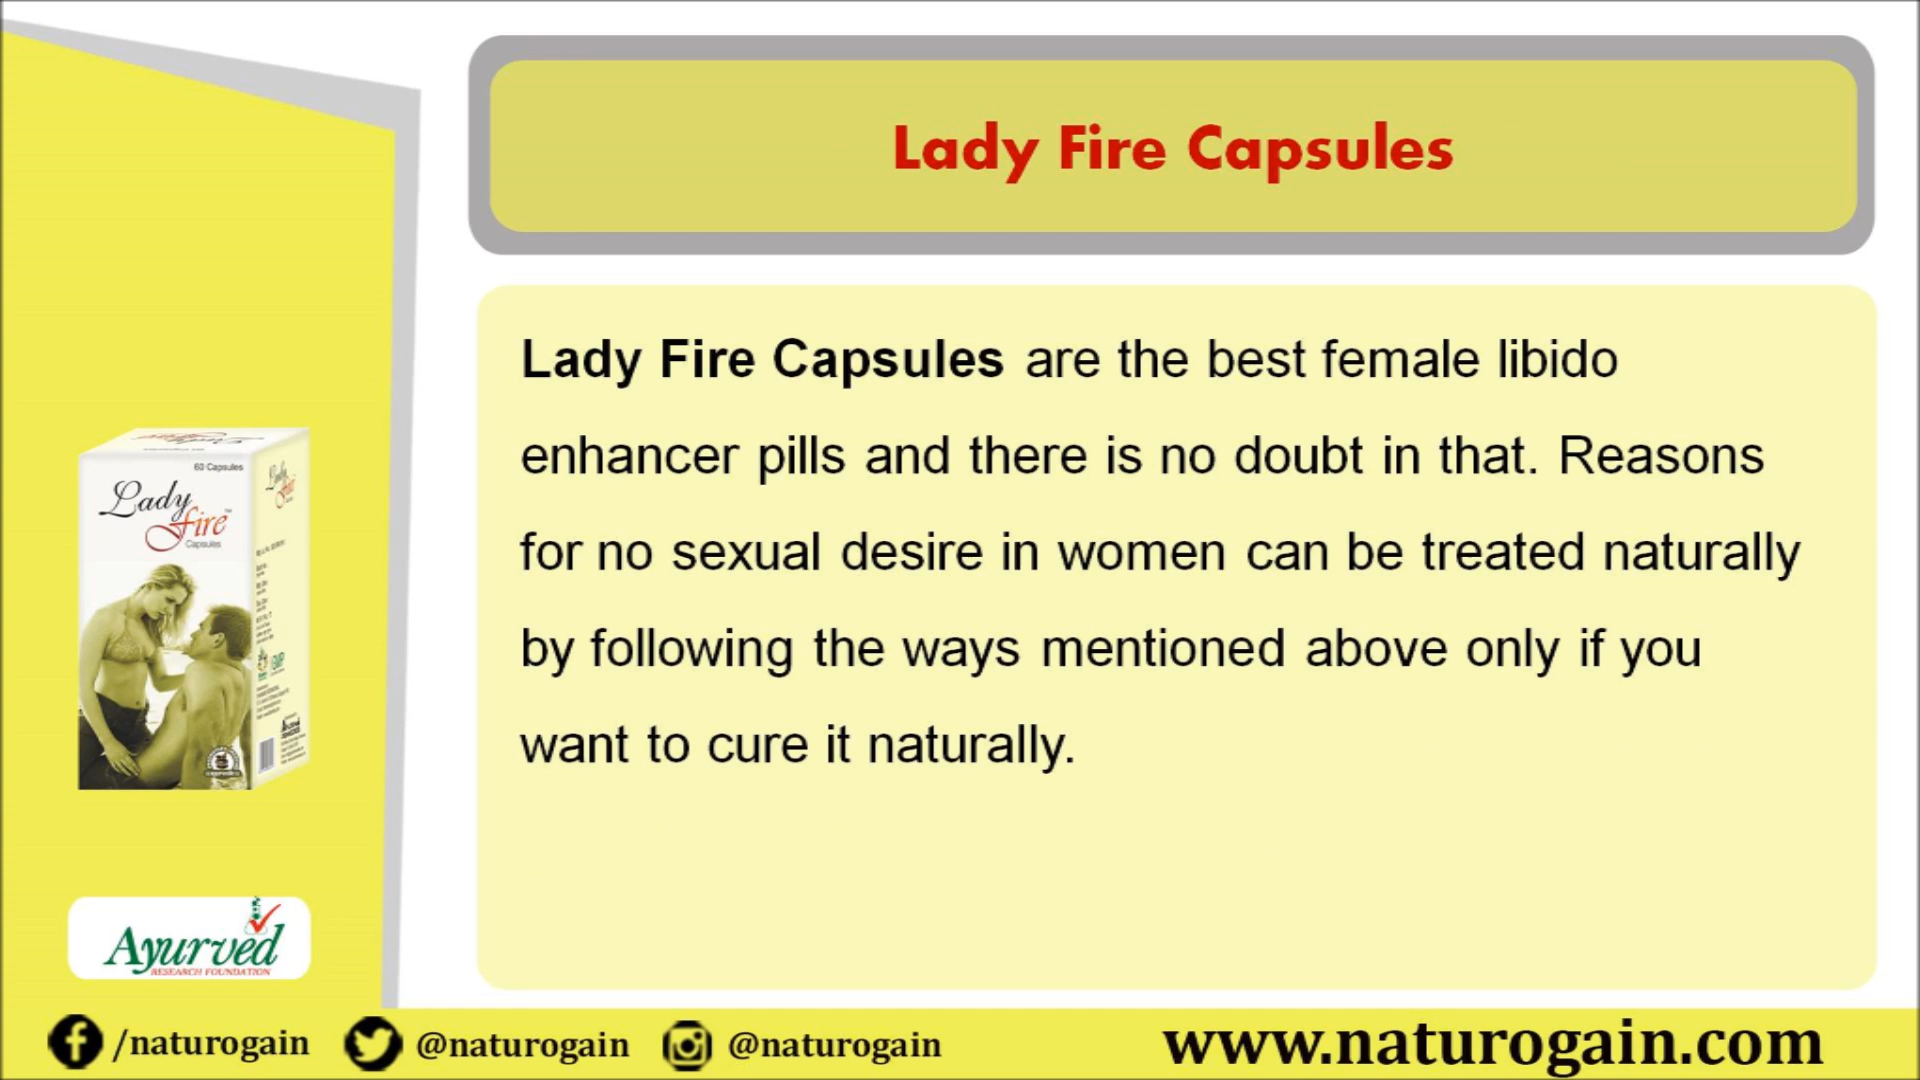 Lady Fire Capsules
Lady Fire Capsules are the best female libido
enhancer pills and there is no doubt in that. Reasons
for no sexual desire in women can be treated naturally
by following the ways mentioned above only if you
want to cure it naturally.
60 Capsules
Lady
fire
Capsules
Ayurved
RESEARCH FOUNDATION
/naturogain @naturogain @naturogain www.naturogain.com